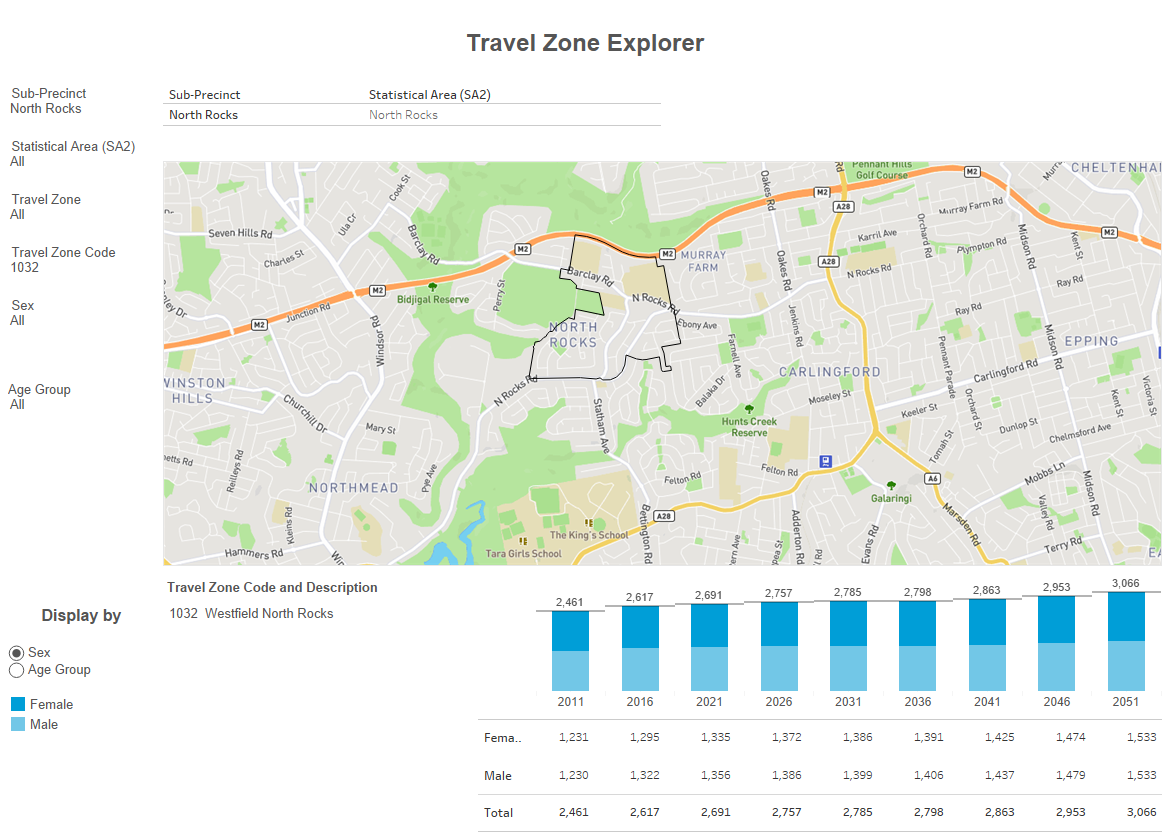 Travel Zone Explorer
Sub-Precinct
North Rocks
Statistical Area (SA2)
All
Travel Zone
All
Travel Zone Code
1032
Sex
All
Age Group
All
Sub-Precinct Statistical Area (SA2)
North Rocks North Rocks
Pennant Hills
Golf Course
CHELTENHA
M2
M2
A28
Cook St
Oakes Rd
Murray Farm Rd
Ula Cr
Seven Hills Rd
Barclay Rd
M2
M2
M2
Karril Ave
Orchard Rd
Plympton Rd
Midson Rd
Kent St
Charles St
MURRAY
FARM
Oakes Rd
A28
N Rocks Rd
Ray Rd
Barclay Rd
M2
Bidjigal Reserve
Perry St
N Rocks Rd
Junction Rd
M2
Windsor Rd
NORTH
ROCKS
Ebony Ave
Jenkins Rd
Ray Rd
Farnell Ave
Pennant Parade
Midson Rd
EPPING
WINSTON
HILLS
N Rocks Rd
CARLINGFORD
Carlingford Rd
Balaka Dr
Moseley St
Orchard St
Kent St
Victoria St
Churchill Dr
Mary St
Statham Ave
Hunts Creek
Reserve
Keeler St
Dunlop St
Chelmsford Ave
Reilleys Rd
Pye Ave
Felton Rd
Felton Rd
Tomah St
Mobbs Ln
Midson Rd
NORTHMEAD
A6
Galaringi
Marsden Rd
Valley Rd
A28
Bettington Rd
The King's School
Tara Girls School
Adderton Rd
Evans Rd
Terry Rd
Hammers Rd
Travel Zone Code and Description
1032 Westfield North Rocks
Display by
Sex
Age Group
Female
Male
2,461 2,617 2,691 2,757 2,785 2,798 2,863 2,953 3,066
2011 2016 2021 2026 2031 2036 2041 2046 2051
Fema.. 1,231 1,295 1,335 1,372 1,386 1,391 1,425 1,474 1,533
Male 1,230 1,322 1,356 1,386 1,399 1,406 1,437 1,479 1,533
Total 2,461 2,617 2,691 2,757 2,785 2,798 2,863 2,953 3,066